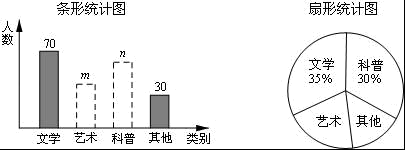 条形统计图
人数
70
m
n
30
文学 艺术 科普 其他 类别
扇形统计图
文学
35%
科普
30%
艺术
其他